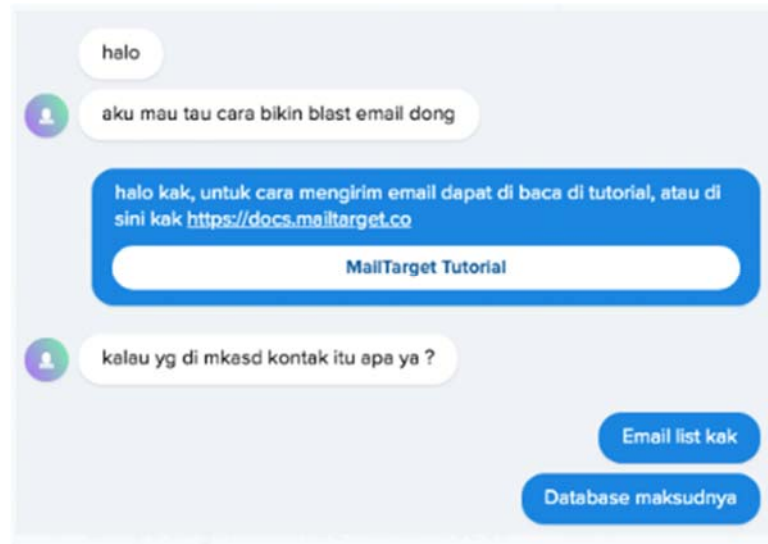 halo
aku mau tau cara bikin blast email dong
halo kak, untuk cara mengirim email dapat di baca di tutorial, atau di
sini kak https://docs.mailtarget.co
MailTarget Tutorial
kalau yg di mkasd kontak itu apa ya ?
Email list kak
Database maksudnya